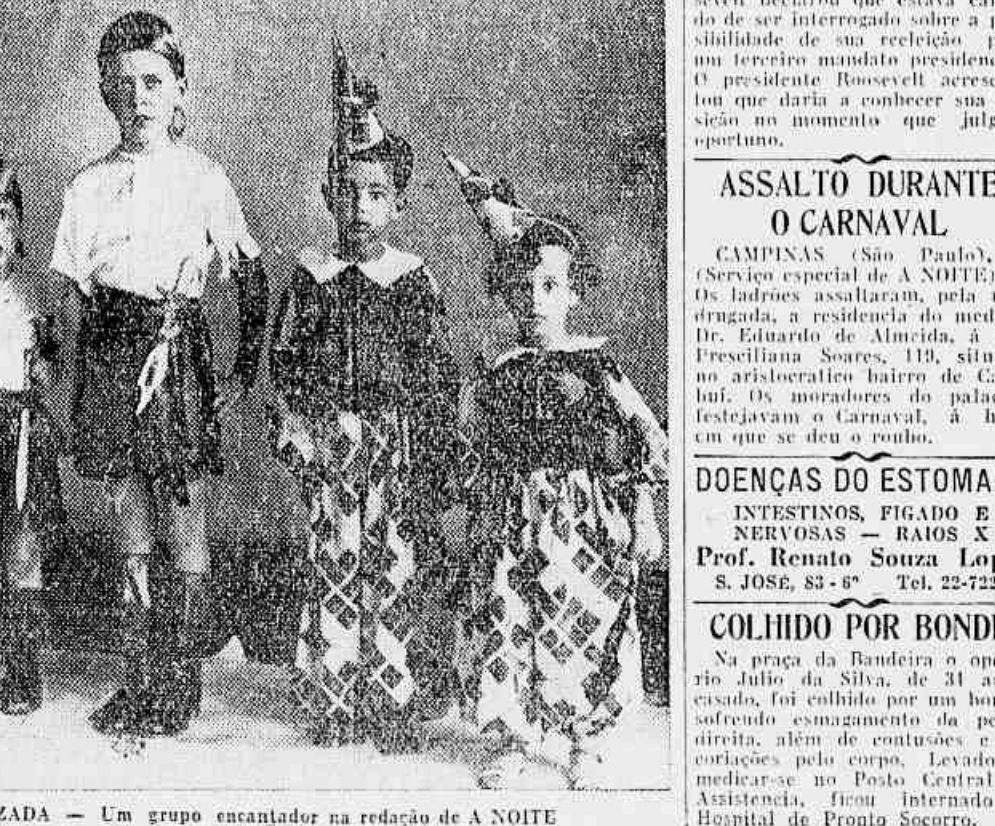 do de ser interrogado sobre a
sibilidade de sua reeleição
um terceiro mandato presiden
O presidente Roosevelt acres
tou que daria a conhecer sua
sição no momento que julg
oportuno.
ASSALTO DURANTE
O CARNAVAL
CAMPINAS (São Paulo),
(Serviço especial de A NOITE)
Os ladrões assaltaram, pela
drugada, a residencia do med
Dr. Eduardo de Almeida, á
Presciliana Soares, 119, situ
no aristocratico bairro de Ca
buí. Os moradores do pala
festejavam o Carnaval, á h
em que se deu o roubo.
DOENÇAS DO ESTOMA
INTESTINOS, FIGADO E
NERVOSAS — RAIOS X
Prof. Renato Souza Lop
S. JOSÉ, 83 - 6º Tel. 22-722
COLHIDO POR BOND
Na praça da Bandeira o ope
rio Julio da Silva, de 31 a
casado, foi colhido por um bon
sofrendo esmagamento da pe
direita, além de contusões e
coriações pelo corpo. Levado
medicar-se no Posto Central
Assistencia, ficou internado
Hospital de Pronto Socorro.
ZADA — Um grupo encantador na redação de A NOITE